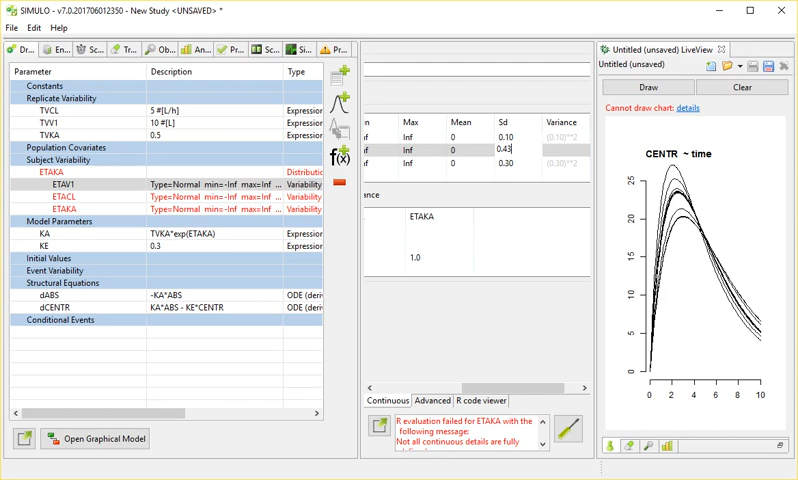 SIMULO - v7.0.201706012350 - New Study <UNSAVED> *
File Edit Help
Dr... En... Sc... Tr... Ob... An... Pr... Sc... Si... Pr...
Untitled (unsaved) LiveView
Untitled (unsaved)
Draw Clear
Cannot draw chart: details
Parameter Description Type
Constants
Replicate Variability
TVCL 5 #[L/h] Expression
TVV1 10 #[L] Expression
TVKA 0.5 Expression
Population Covariates
Subject Variability
ETAKA Distributio
ETAV1 Type=Normal min=-Inf max=Inf ... Variability
ETACL Type=Normal min=-Inf max=Inf ... Variability
ETAKA Type=Normal min=-Inf max=Inf ... Variability
Model Parameters
KA TVKA*exp(ETAKA) Expression
KE 0.3 Expression
Initial Values
Event Variability
Structural Equations
dABS -KA*ABS ODE (deri
dCENTR KA*ABS - KE*CENTR ODE (deri
Conditional Events
Open Graphical Model
f(x)
in Max Mean Sd Variance
nf Inf 0 0.10 (0.10)**2
nf Inf 0 0.43
nf Inf 0 0.30 (0.30)**2
ance
ETAKA
1.0
Continuous Advanced R code viewer
R evaluation failed for ETAKA with the
following message:
Not all continuous details are fully
CENTR ~ time
25
20
15
10
5
0
0 2 4 6 8 10